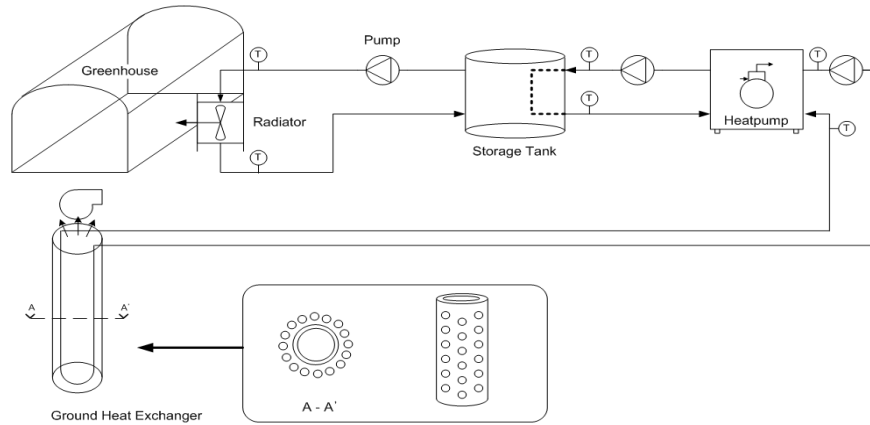 Pump
T
T
T
Greenhouse
T
Radiator
Heatpump
T
T
Storage Tank
A
A'
A - A'
Ground Heat Exchanger